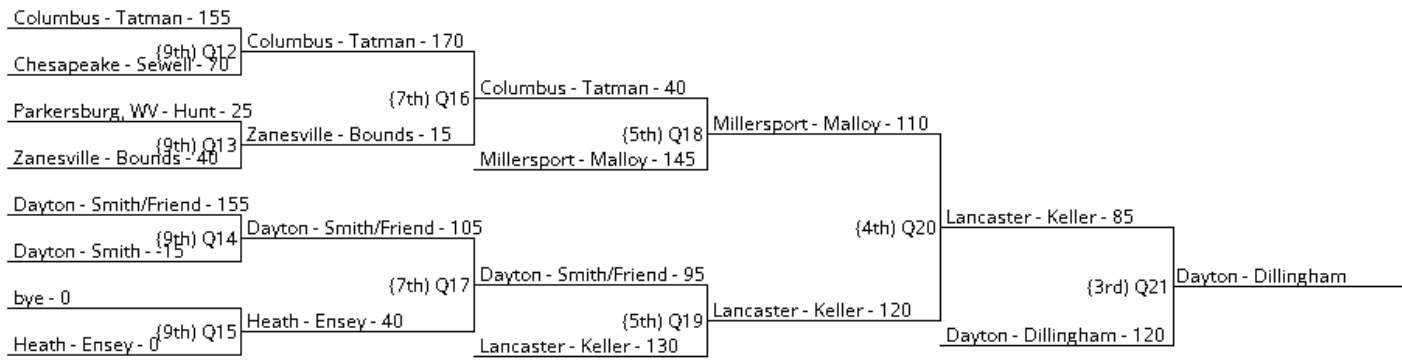 Columbus - Tatman - 155
{9th} Q12
Chesapeake - Sewell - 70
Parkersburg, WV - Hunt - 25
{9th} Q13
Zanesville - Bounds - 40
Dayton - Smith/Friend - 155
{9th} Q14
Dayton - Smith - -15
bye - 0
{9th} Q15
Heath - Ensey - 0
Columbus - Tatman - 170
{7th} Q16
Zanesville - Bounds - 15
Dayton - Smith/Friend - 105
{7th} Q17
Heath - Ensey - 40
Columbus - Tatman - 40
{5th} Q18
Millersport - Malloy - 145
Dayton - Smith/Friend - 95
{5th} Q19
Lancaster - Keller - 130
Millersport - Malloy - 110
{4th} Q20
Lancaster - Keller - 120
Lancaster - Keller - 85
{3rd} Q21
Dayton - Dillingham - 120
Dayton - Dillingham